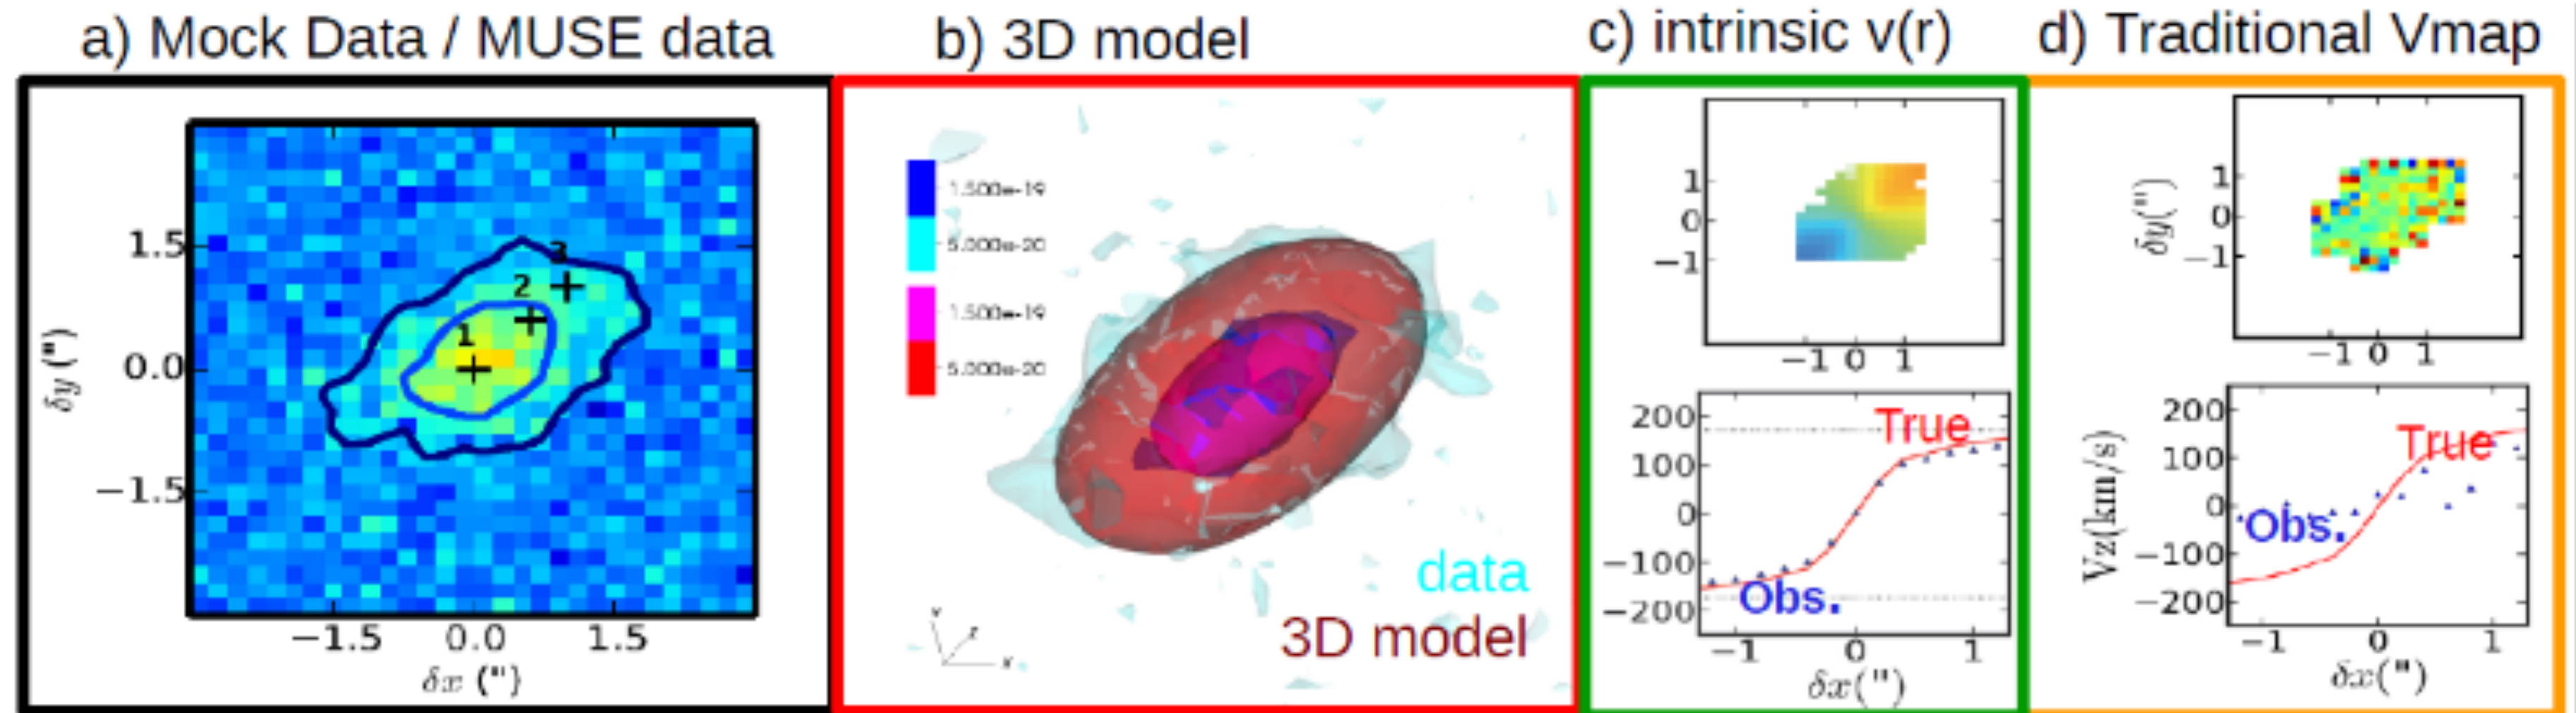 a) Mock Data / MUSE data
b) 3D model
c) intrinsic v(r)
d) Traditional Vmap
1.5
0.0
−1.5
δy (")
1
2
3
−1.5
0.0
1.5
δx (")
1.500e-19
5.000e-20
1.500e-19
5.000e-20
data
3D model
Y
Z
X
1
0
−1
−1 0 1
200
100
0
−100
−200
True
Obs.
−1 0 1
δx(")
δy(")
1
0
−1
−1 0 1
Vz(km/s)
200
100
0
−100
−200
True
Obs.
−1 0 1
δx(")